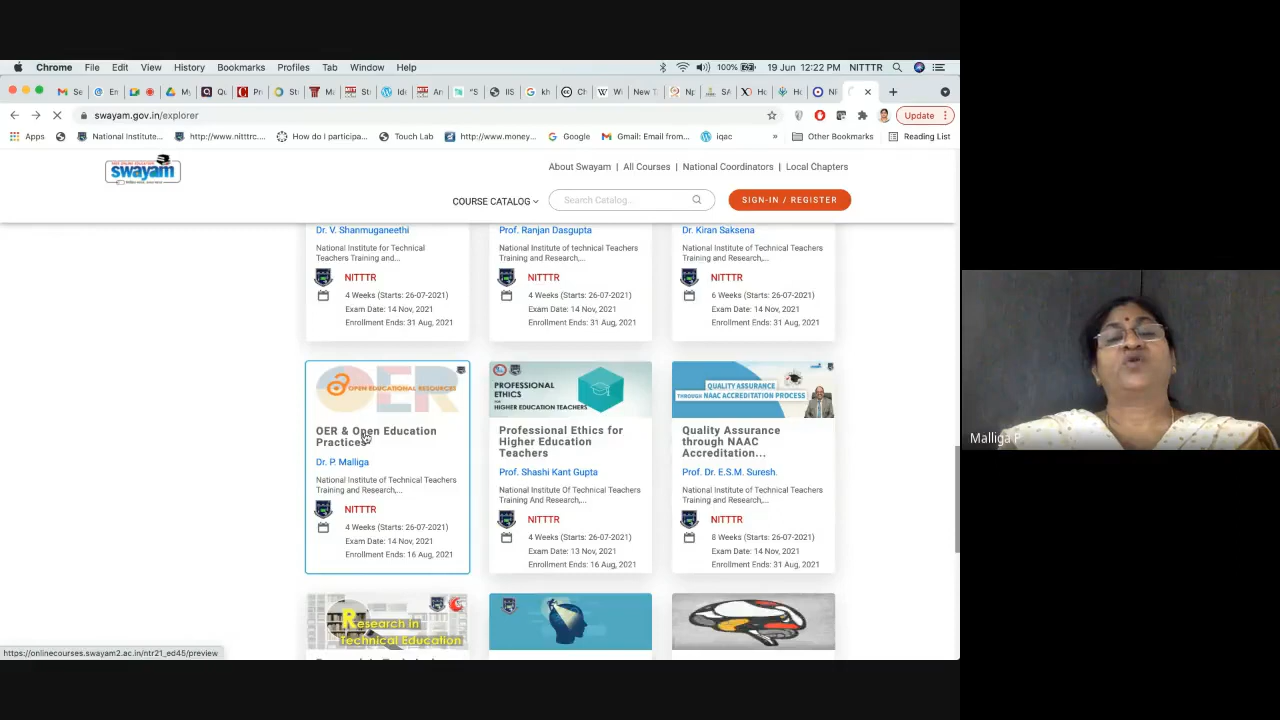 Chrome File Edit View History Bookmarks Profiles Tab Window Help 100% 19 Jun 12:22 PM NITTTR
swayam.gov.in/explorer Update
Apps National Institute... http://www.nitttrc... How do I participa... Touch Lab http://www.money... Google Gmail: Email from... iqac » Other Bookmarks Reading List
swayam
About Swayam | All Courses | National Coordinators | Local Chapters
COURSE CATALOG Search Catalog.. SIGN-IN / REGISTER
Dr. V. Shanmuganeethi
National Institute for Technical
Teachers Training and...
NITTTR
4 Weeks (Starts: 26-07-2021)
Exam Date: 14 Nov, 2021
Enrollment Ends: 31 Aug, 2021
Prof. Ranjan Dasgupta
National Institute of technical Teachers
Training and Research,...
NITTTR
4 Weeks (Starts: 26-07-2021)
Exam Date: 14 Nov, 2021
Enrollment Ends: 31 Aug, 2021
Dr. Kiran Saksena
National Institute of Technical Teachers
Training and Research,...
NITTTR
6 Weeks (Starts: 26-07-2021)
Exam Date: 14 Nov, 2021
Enrollment Ends: 31 Aug, 2021
OER
OPEN EDUCATIONAL RESOURCES
OER & Open Education
Practices
Dr. P. Malliga
National Institute of Technical Teachers
Training and Research,...
NITTTR
4 Weeks (Starts: 26-07-2021)
Exam Date: 14 Nov, 2021
Enrollment Ends: 16 Aug, 2021
PROFESSIONAL
ETHICS
HIGHER EDUCATION TEACHERS
Professional Ethics for
Higher Education
Teachers
Prof. Shashi Kant Gupta
National Institute Of Technical Teachers
Training And Research,...
NITTTR
4 Weeks (Starts: 26-07-2021)
Exam Date: 13 Nov, 2021
Enrollment Ends: 16 Aug, 2021
QUALITY ASSURANCE
THROUGH NAAC ACCREDITATION PROCESS
Quality Assurance
through NAAC
Accreditation...
Prof. Dr. E.S.M. Suresh.
National Institute of Technical Teachers
Training and Research,...
NITTTR
8 Weeks (Starts: 26-07-2021)
Exam Date: 14 Nov, 2021
Enrollment Ends: 31 Aug, 2021
Research in
Technical Education
https://onlinecourses.swayam2.ac.in/ntr21_ed45/preview
Malliga P